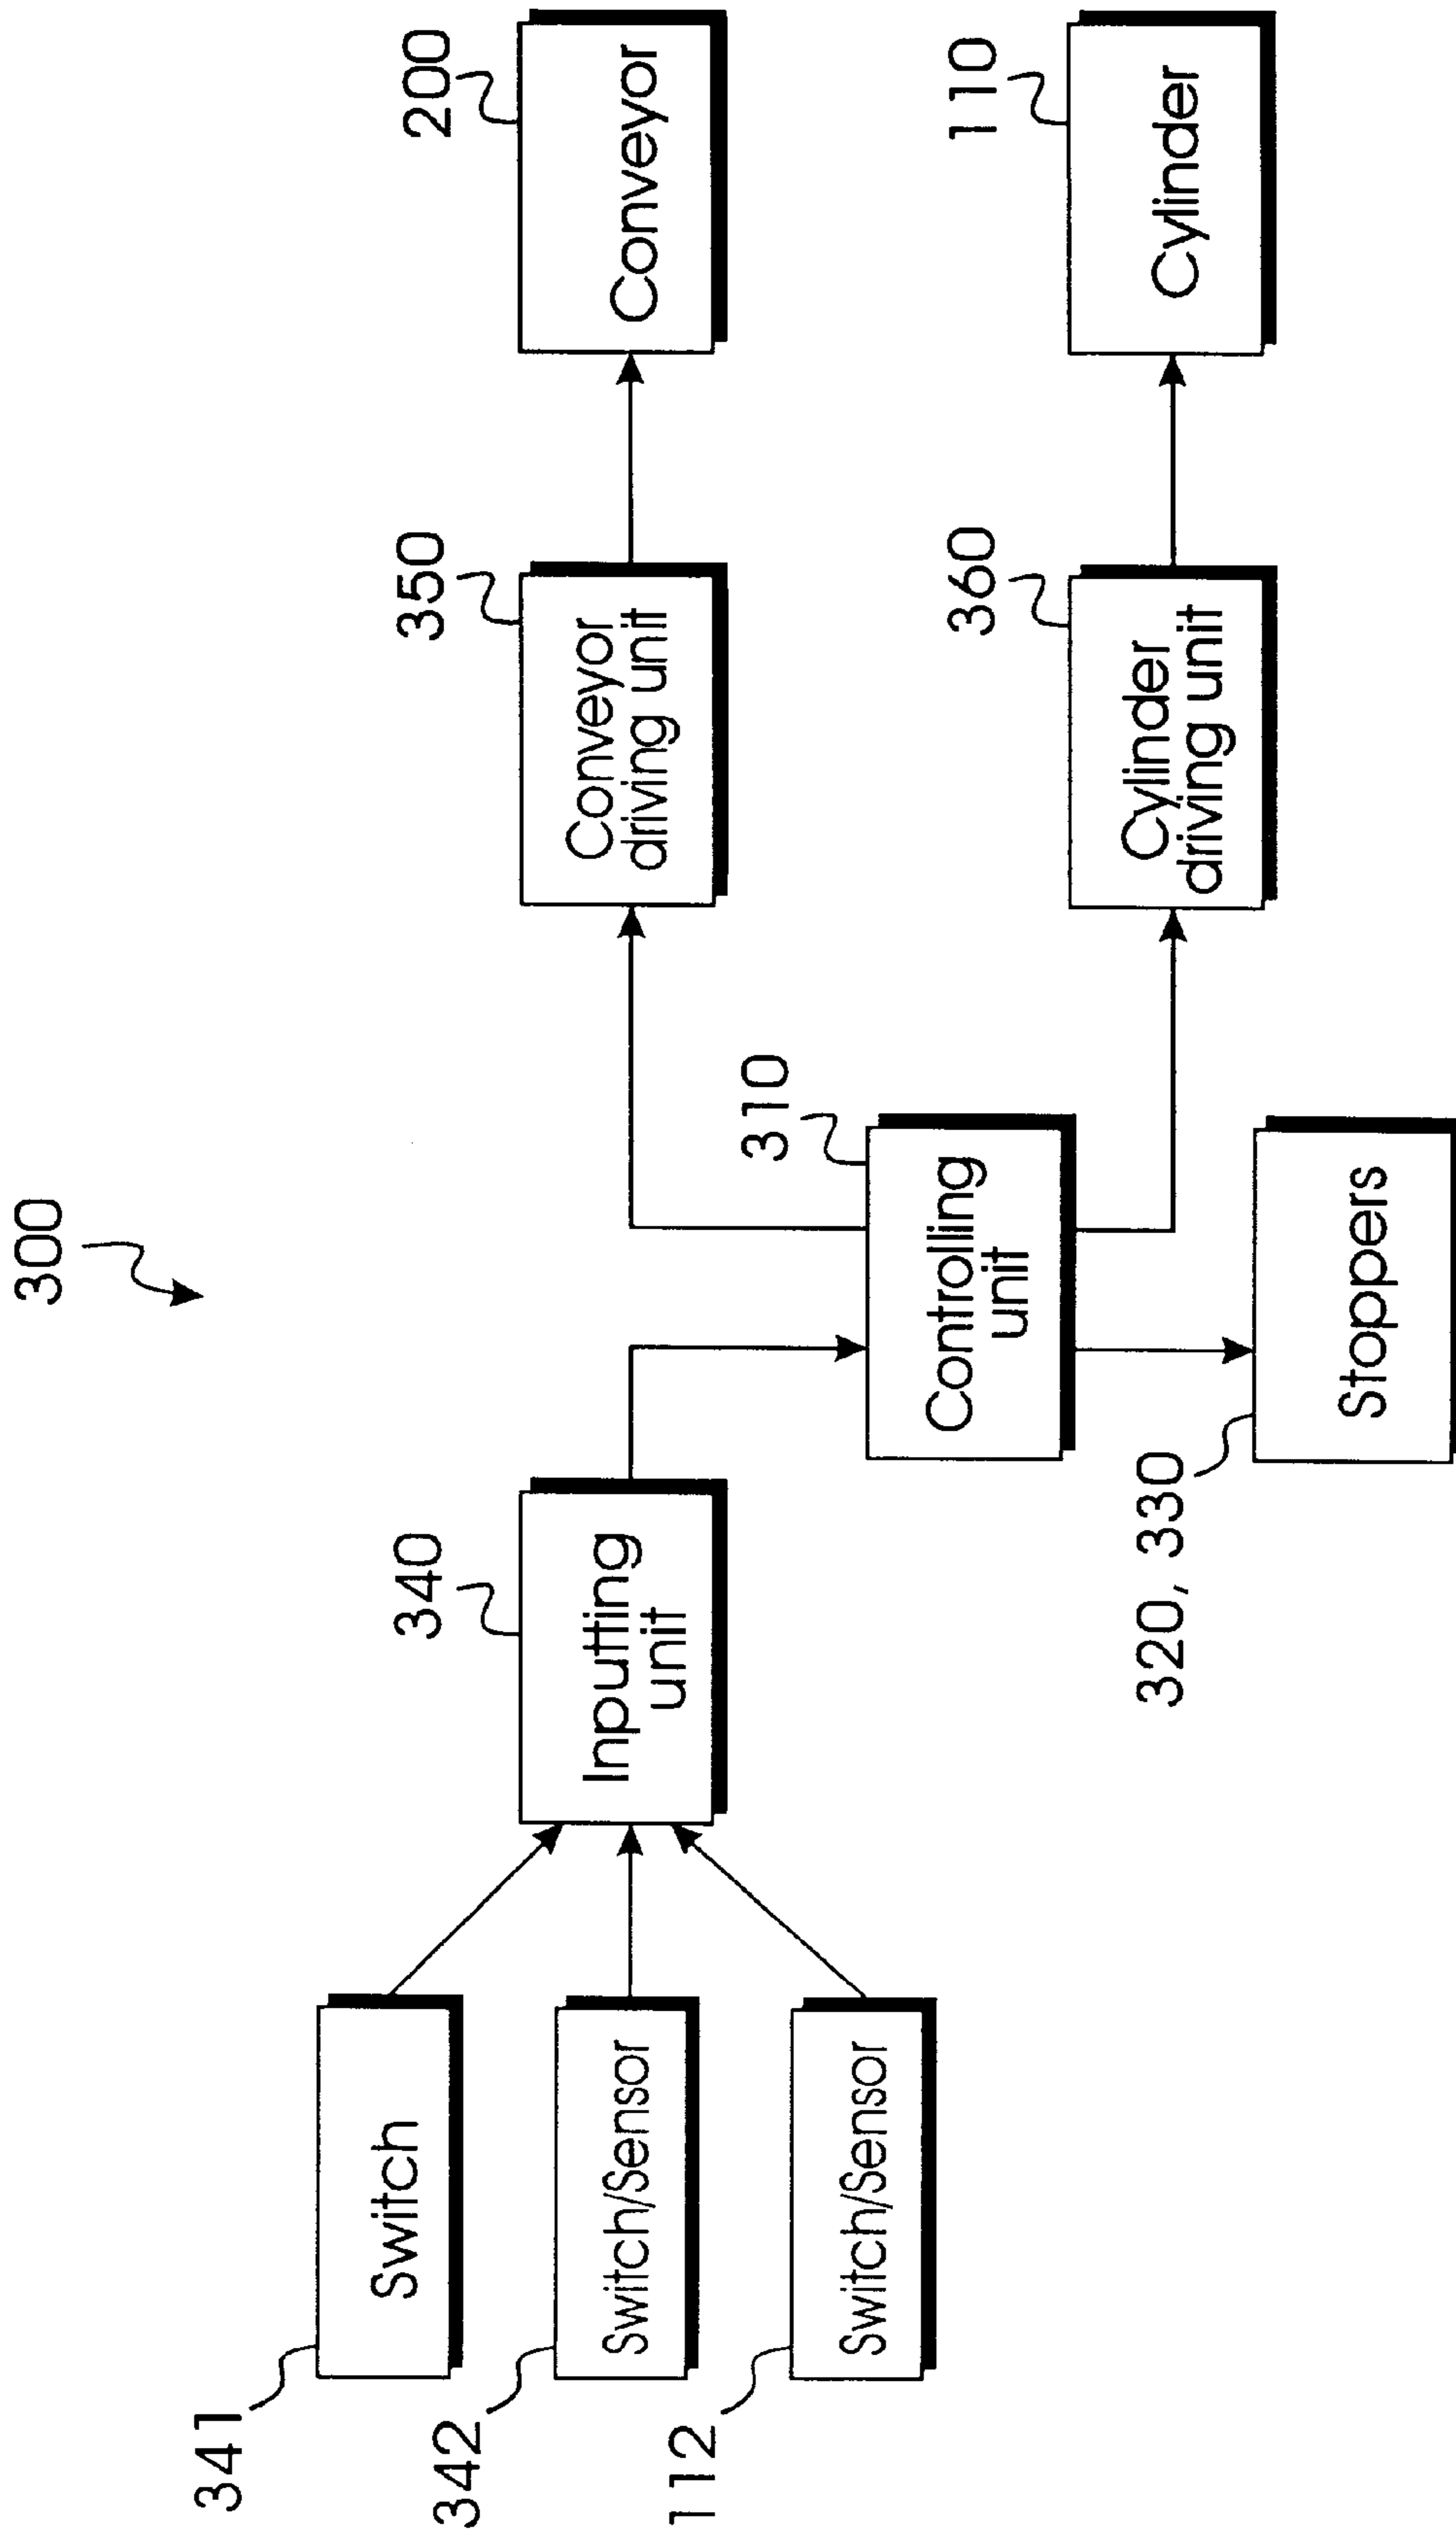 300
341
Switch
342
Switch/Sensor
112
Switch/Sensor
340
Inputting
unit
310
Controlling
unit
320, 330
Stoppers
350
Conveyor
driving unit
200
Conveyor
360
Cylinder
driving unit
110
Cylinder